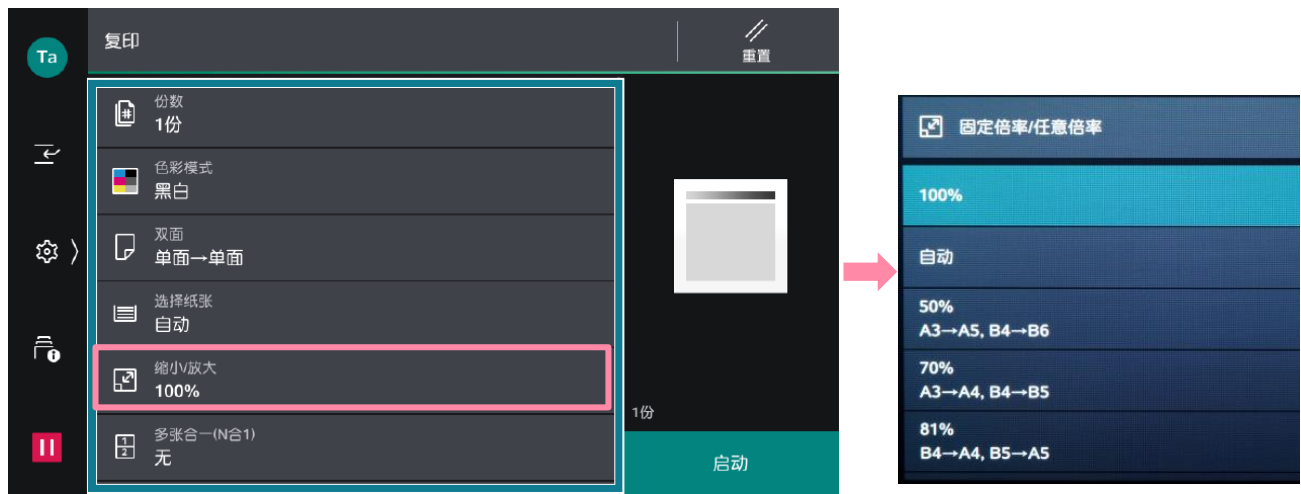 Ta
复印
重置
份数
1份
色彩模式
黑白
双面
单面→单面
选择纸张
自动
缩小/放大
100%
多张合一(N合1)
无
1份
启动
固定倍率/任意倍率
100%
自动
50%
A3→A5, B4→B6
70%
A3→A4, B4→B5
81%
B4→A4, B5→A5